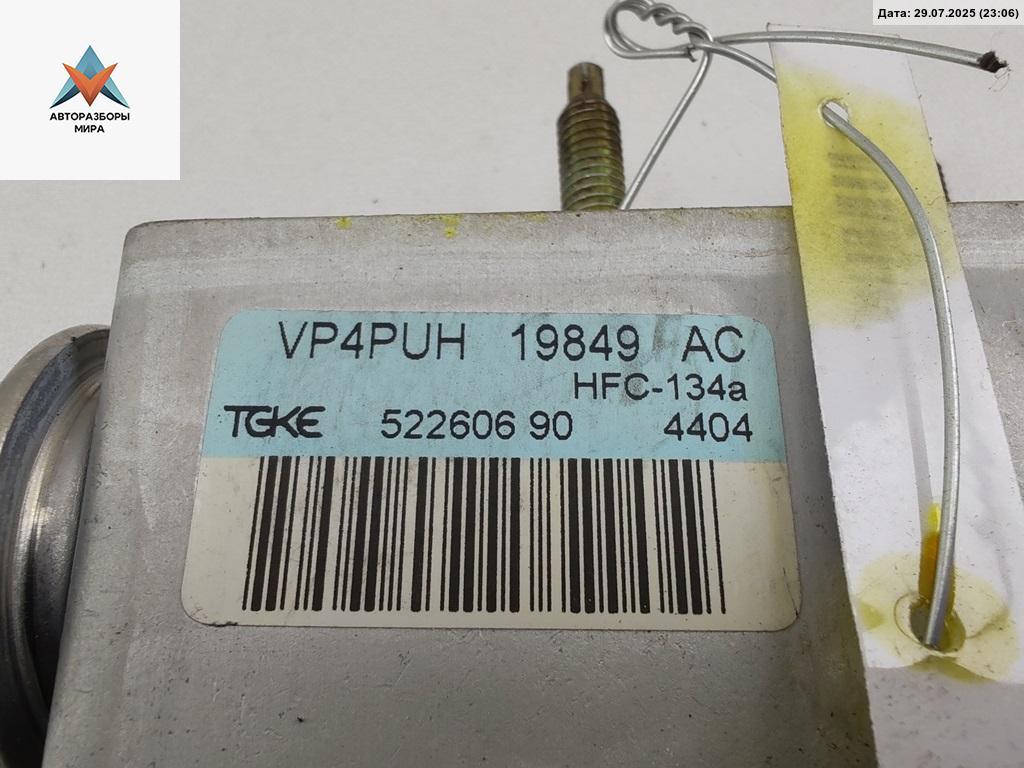 Дата: 29.07.2025 (23:06)
АВТОРАЗБОРЫ
МИРА
VP4PUH 19849 AC
HFC-134a
TGKE 522606 90 4404